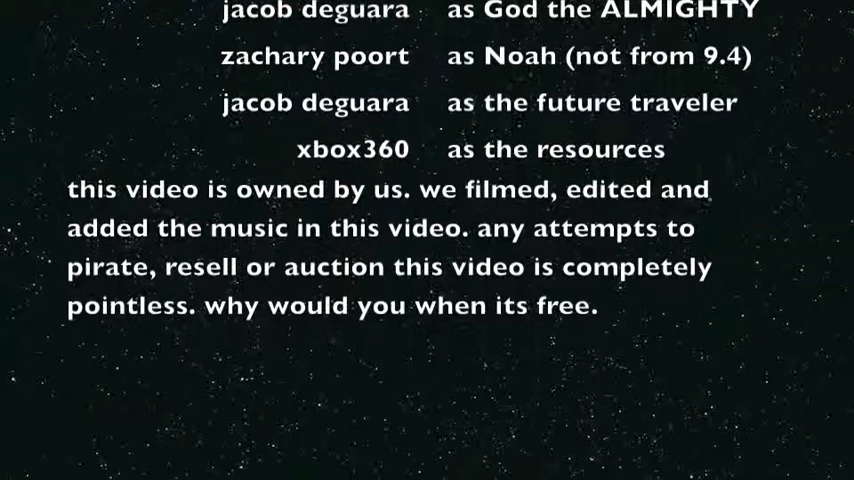 jacob deguara as God the ALMIGHTY
zachary poort as Noah (not from 9.4)
jacob deguara as the future traveler
xbox360 as the resources
this video is owned by us. we filmed, edited and
added the music in this video. any attempts to
pirate, resell or auction this video is completely
pointless. why would you when its free.